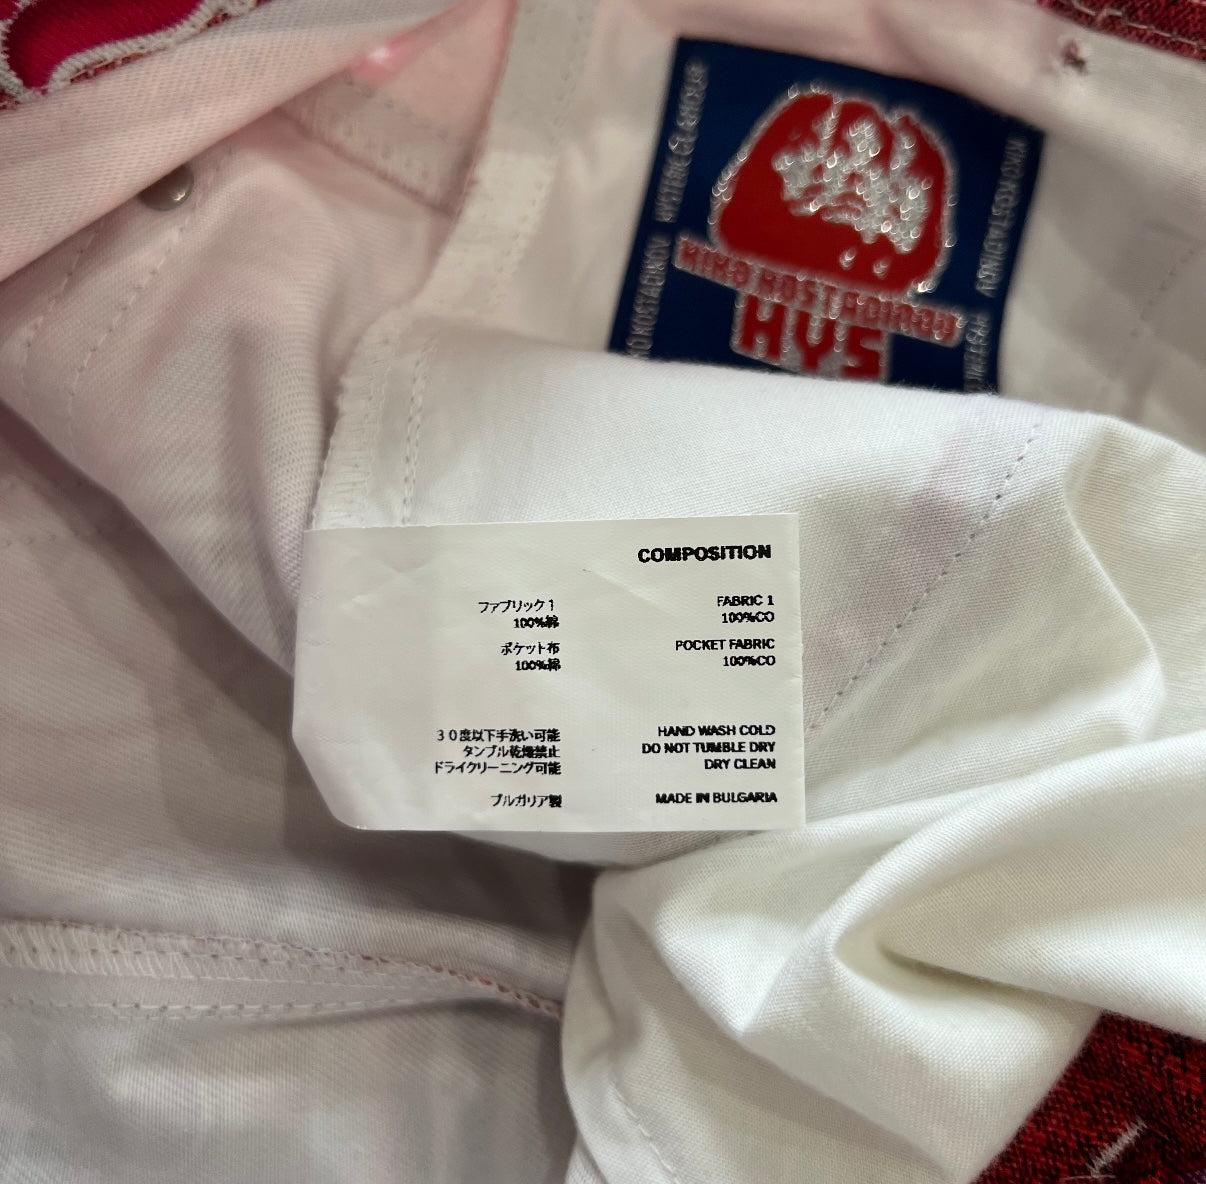 KIKO KOSTADINOV
HYS
COMPOSITION
ファブリック1
100%綿
FABRIC 1
100%CO
ポケット布
100%綿
POCKET FABRIC
100%CO
30度以下手洗い可能
タンブル乾燥禁止
ドライクリーニング可能
HAND WASH COLD
DO NOT TUMBLE DRY
DRY CLEAN
ブルガリア製
MADE IN BULGARIA